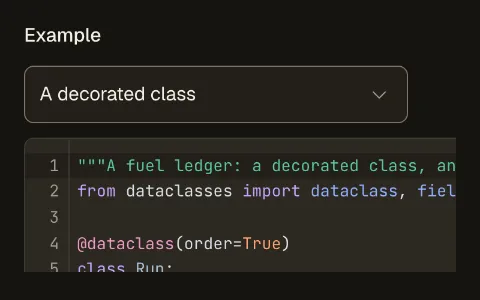 Example
A decorated class
1 """A fuel ledger: a decorated class, an
2 from dataclasses import dataclass, fiel
3
4 @dataclass(order=True)
5 class Run: